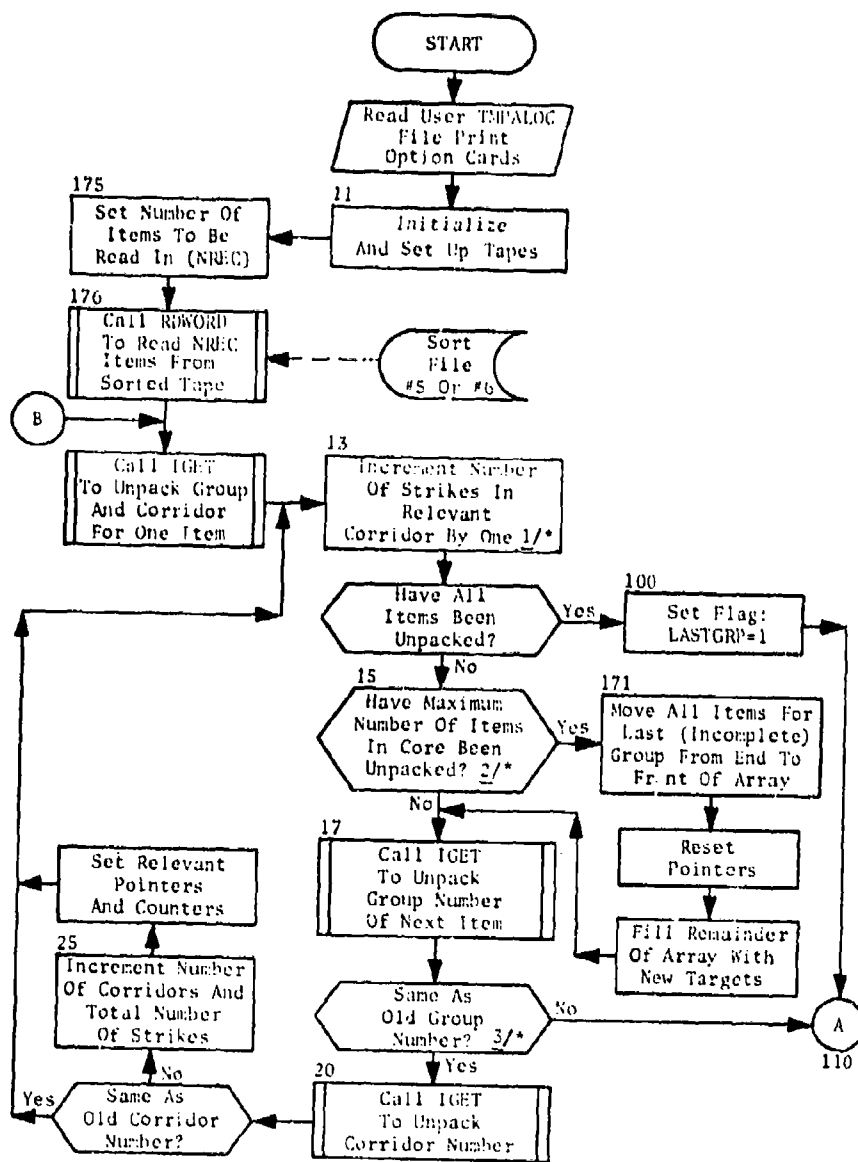 START
Read User TMPALOC
File Print
Option Cards
11
Initialize
And Set Up Tapes
175
Set Number Of
Items To Be
Read In (NREC)
176
Call RDWORD
To Read NREC
Items From
Sorted Tape
Sort
File
#5 Or #6
B
Call IGET
To Unpack Group
And Corridor
For One Item
13
Increment Number
Of Strikes In
Relevant
Corridor By One 1/*
Have All
Items Been
Unpacked?
Yes
No
100
Set Flag:
LASTGRP=1
15
Have Maximum
Number Of Items
In Core Been
Unpacked? 2/*
Yes
No
171
Move All Items For
Last (Incomplete)
Group From End To
Front Of Array
Reset
Pointers
Fill Remainder
Of Array With
New Targets
17
Call IGET
To Unpack
Group Number
Of Next Item
Same As
Old Group
Number? 3/*
No
Yes
A
110
20
Call IGET
To Unpack
Corridor Number
Same As
Old Corridor
Number?
Yes
No
25
Increment Number
Of Corridors And
Total Number
Of Strikes
Set Relevant
Pointers
And Counters